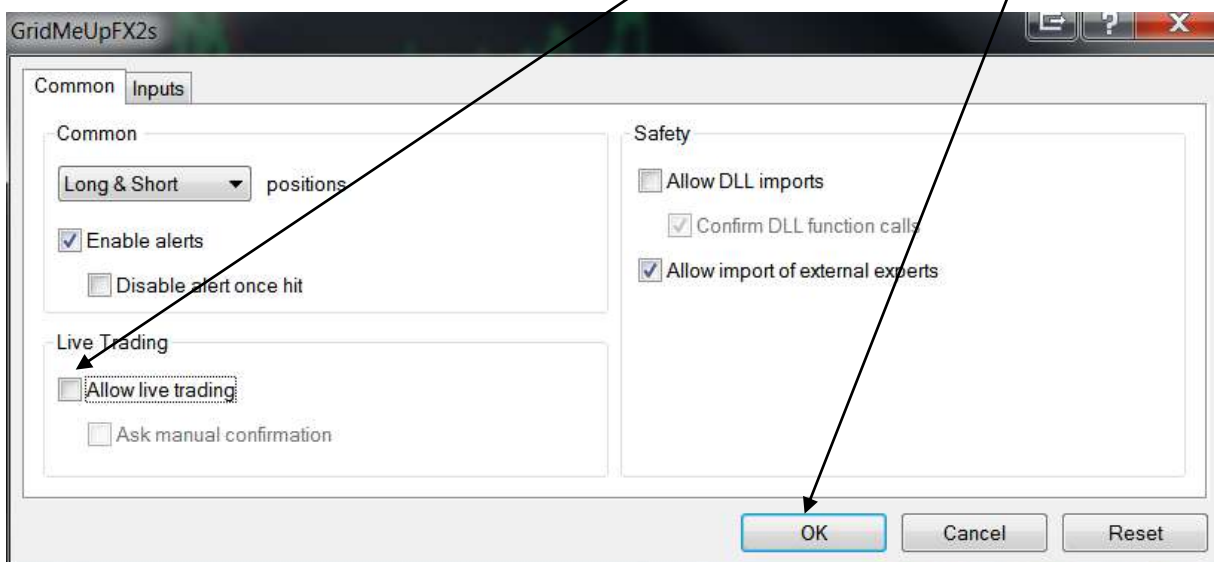 GridMeUpFX2s
?
X
Common Inputs
Common
Long & Short positions
Enable alerts
Disable alert once hit
Live Trading
Allow live trading
Ask manual confirmation
Safety
Allow DLL imports
Confirm DLL function calls
Allow import of external experts
OK Cancel Reset